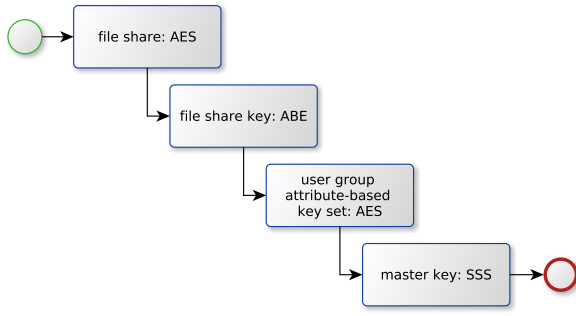 file share: AES
file share key: ABE
user group
attribute-based
key set: AES
master key: SSS